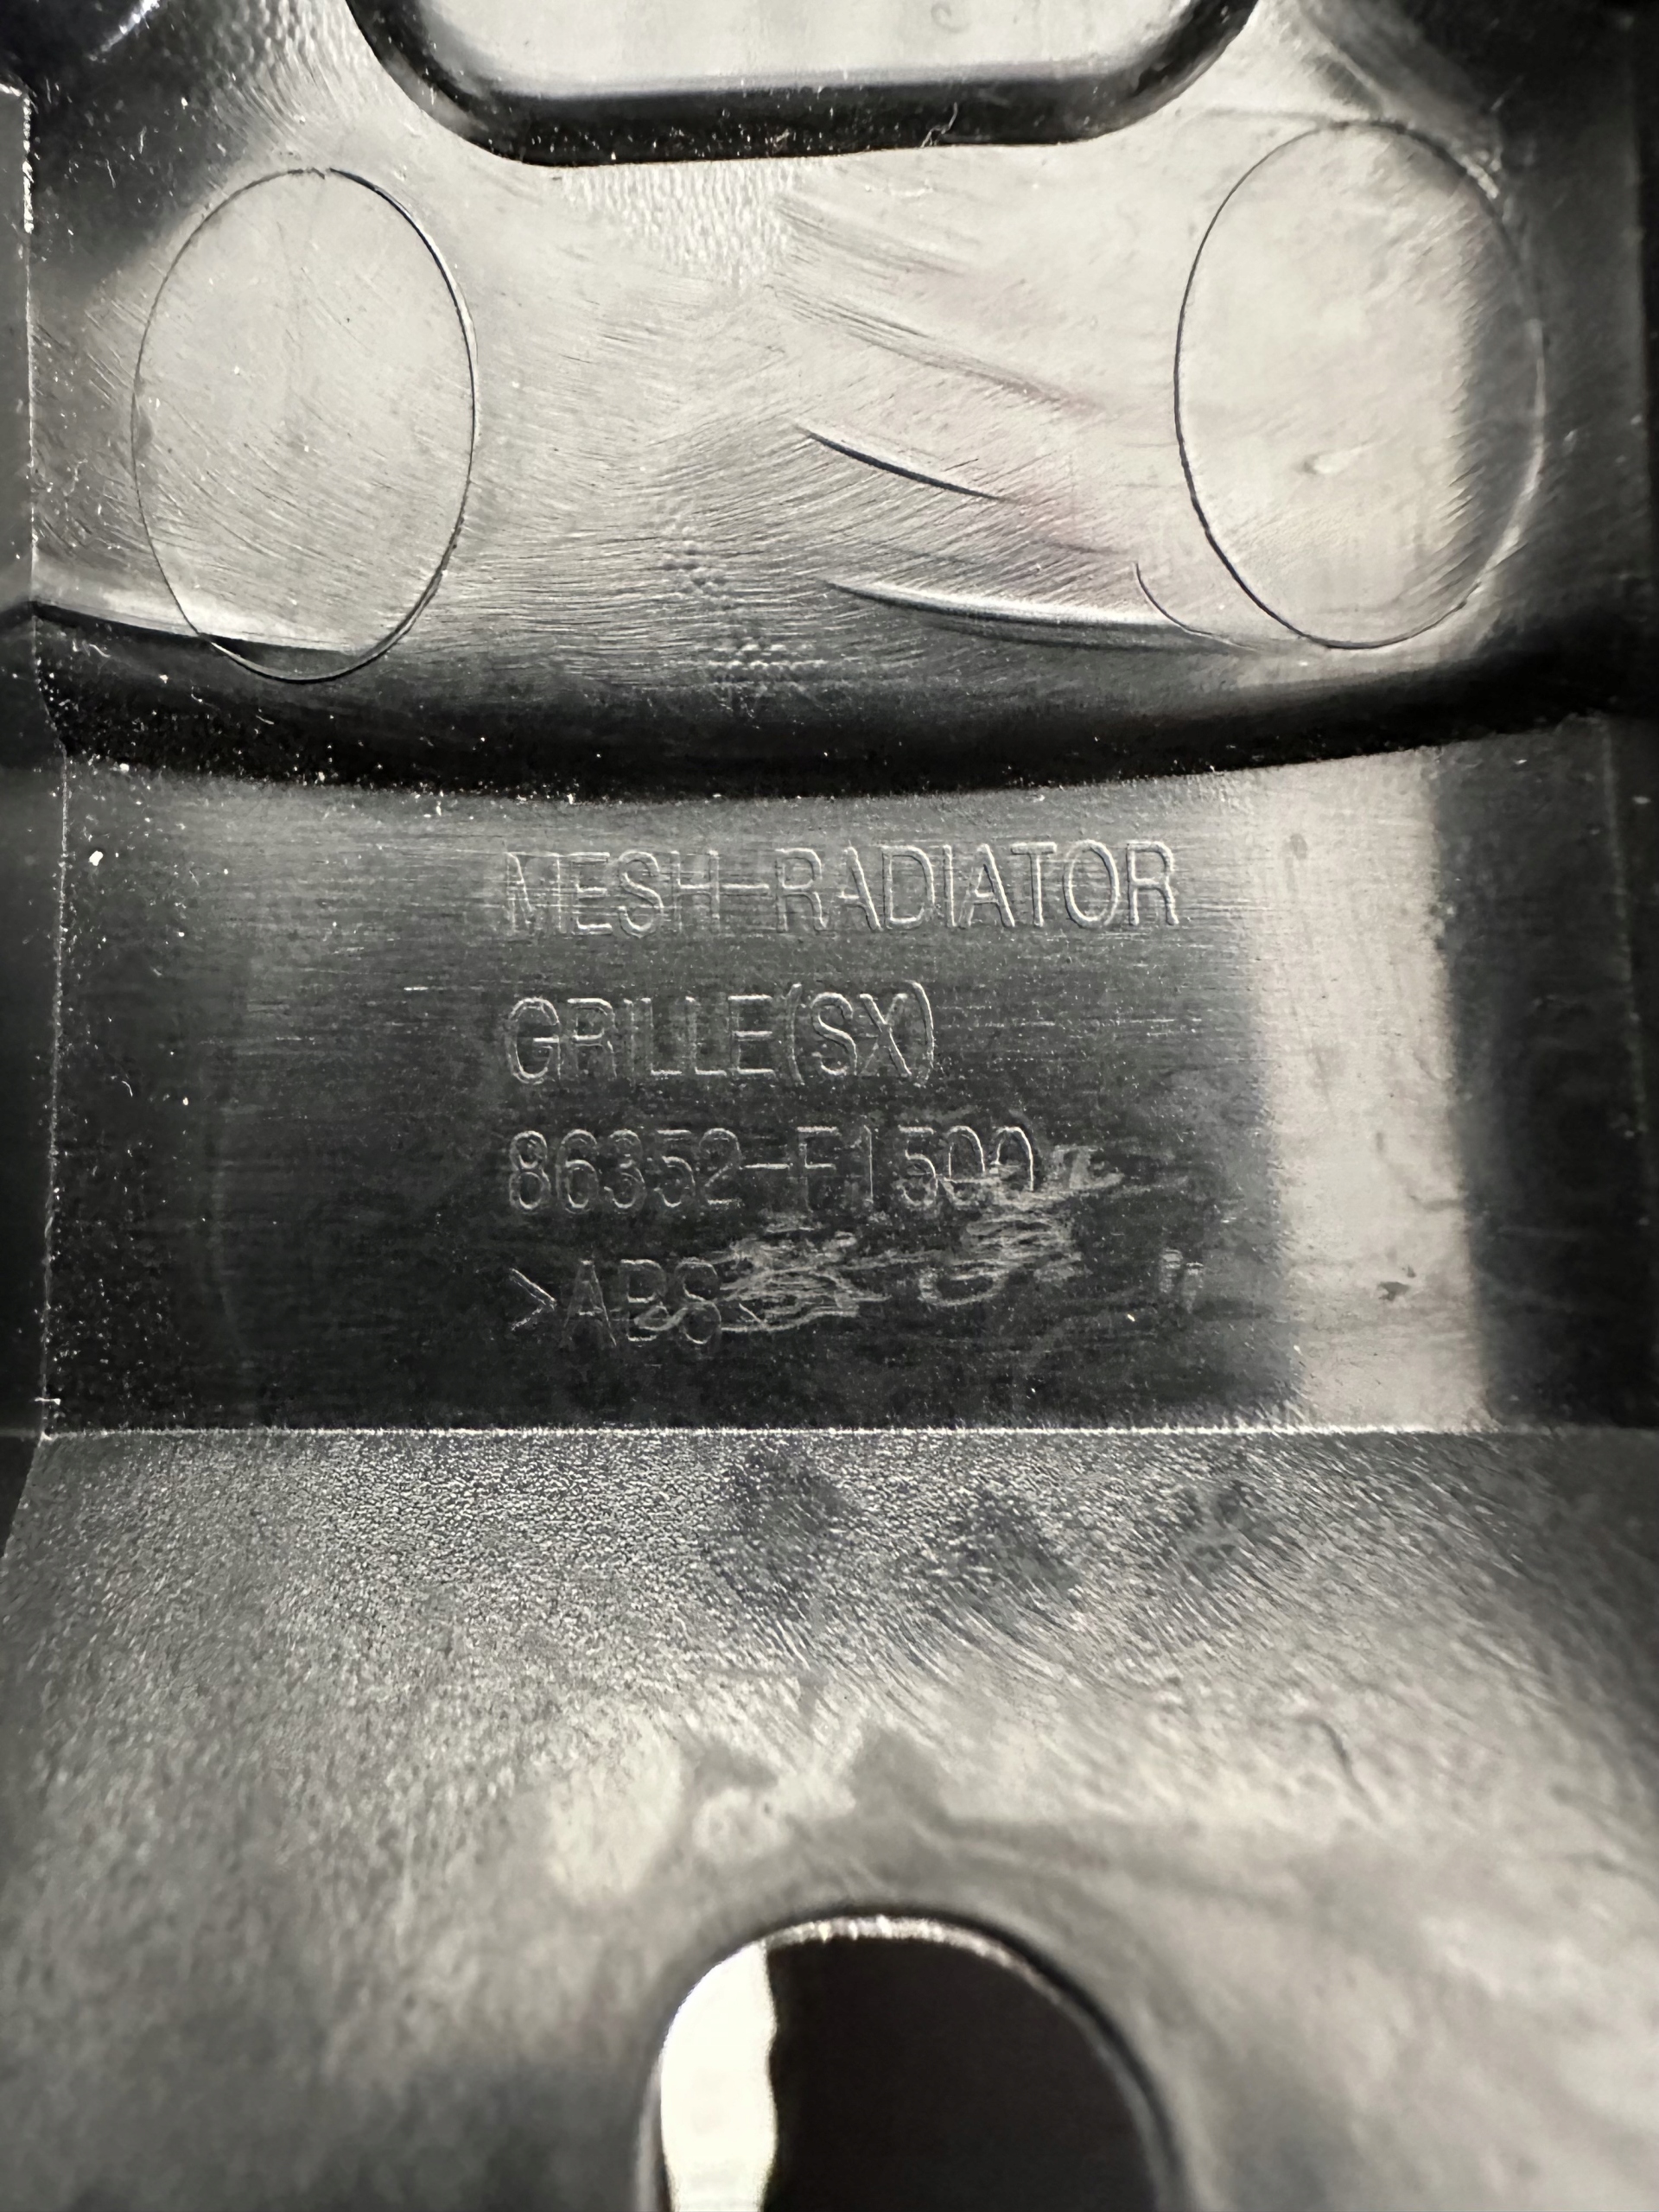 MESH-RADIATOR
GRILLE(SX)
86352-F1500
>ABS<